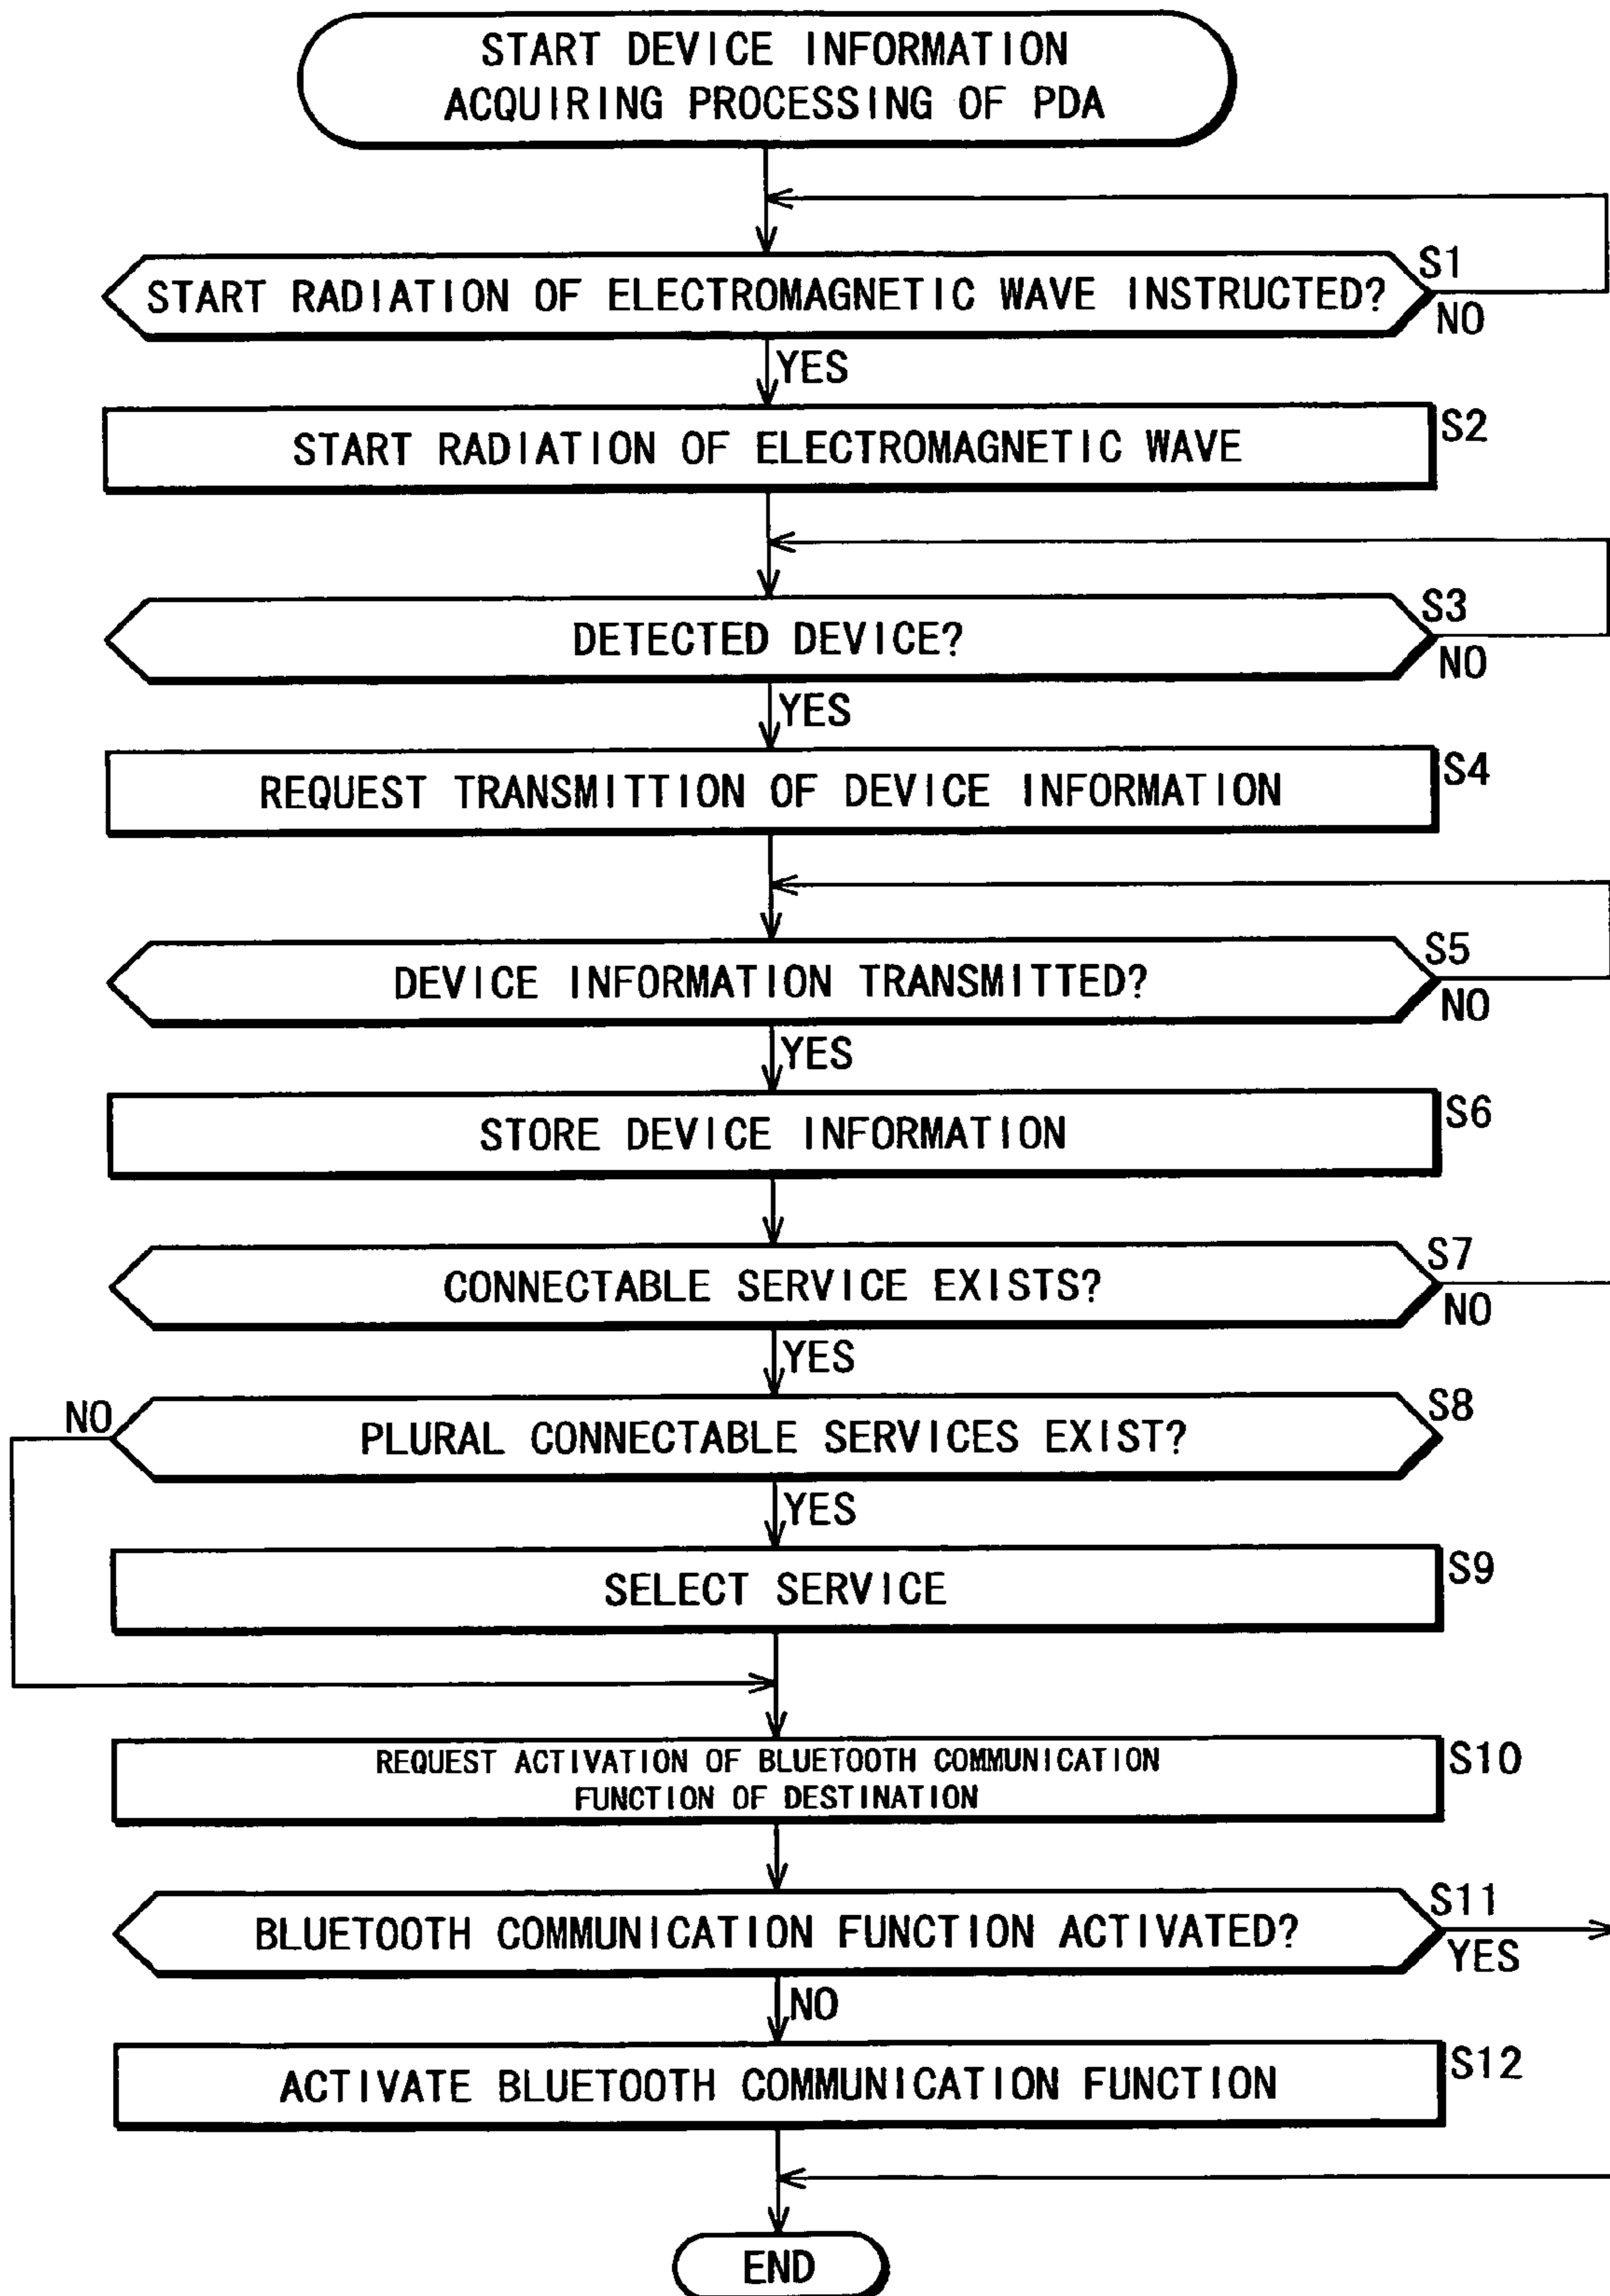 START DEVICE INFORMATION
ACQUIRING PROCESSING OF PDA
START RADIATION OF ELECTROMAGNETIC WAVE INSTRUCTED?
S1
NO
YES
START RADIATION OF ELECTROMAGNETIC WAVE
S2
DETECTED DEVICE?
S3
NO
YES
REQUEST TRANSMITTION OF DEVICE INFORMATION
S4
DEVICE INFORMATION TRANSMITTED?
S5
NO
YES
STORE DEVICE INFORMATION
S6
CONNECTABLE SERVICE EXISTS?
S7
NO
YES
NO
PLURAL CONNECTABLE SERVICES EXIST?
S8
YES
SELECT SERVICE
S9
REQUEST ACTIVATION OF BLUETOOTH COMMUNICATION
FUNCTION OF DESTINATION
S10
BLUETOOTH COMMUNICATION FUNCTION ACTIVATED?
S11
YES
NO
ACTIVATE BLUETOOTH COMMUNICATION FUNCTION
S12
END